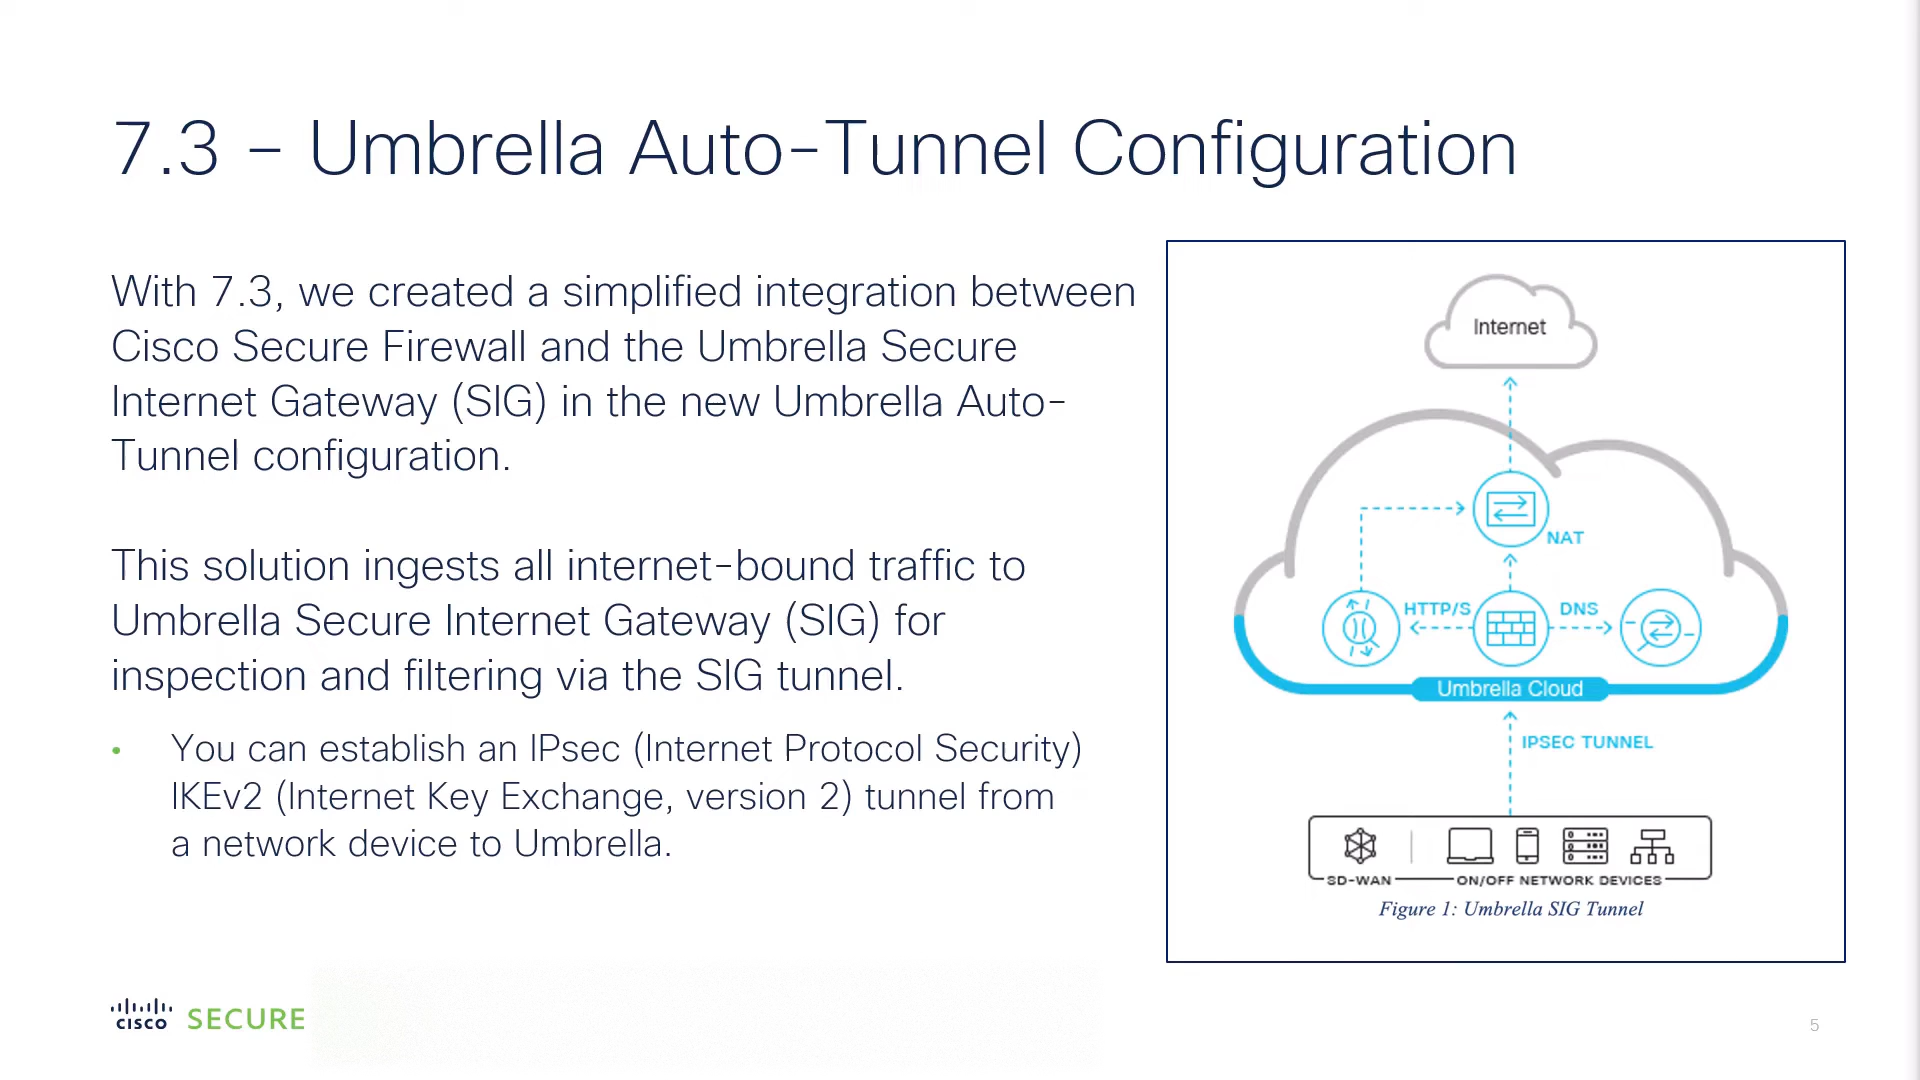 7.3 – Umbrella Auto-Tunnel Configuration
With 7.3, we created a simplified integration between
Cisco Secure Firewall and the Umbrella Secure
Internet Gateway (SIG) in the new Umbrella Auto-
Tunnel configuration.
This solution ingests all internet-bound traffic to
Umbrella Secure Internet Gateway (SIG) for
inspection and filtering via the SIG tunnel.
• You can establish an IPsec (Internet Protocol Security)
IKEv2 (Internet Key Exchange, version 2) tunnel from
a network device to Umbrella.
Internet
NAT
HTTP/S
DNS
Umbrella Cloud
IPSEC TUNNEL
SD-WAN
ON/OFF NETWORK DEVICES
Figure 1: Umbrella SIG Tunnel
CISCO SECURE
5